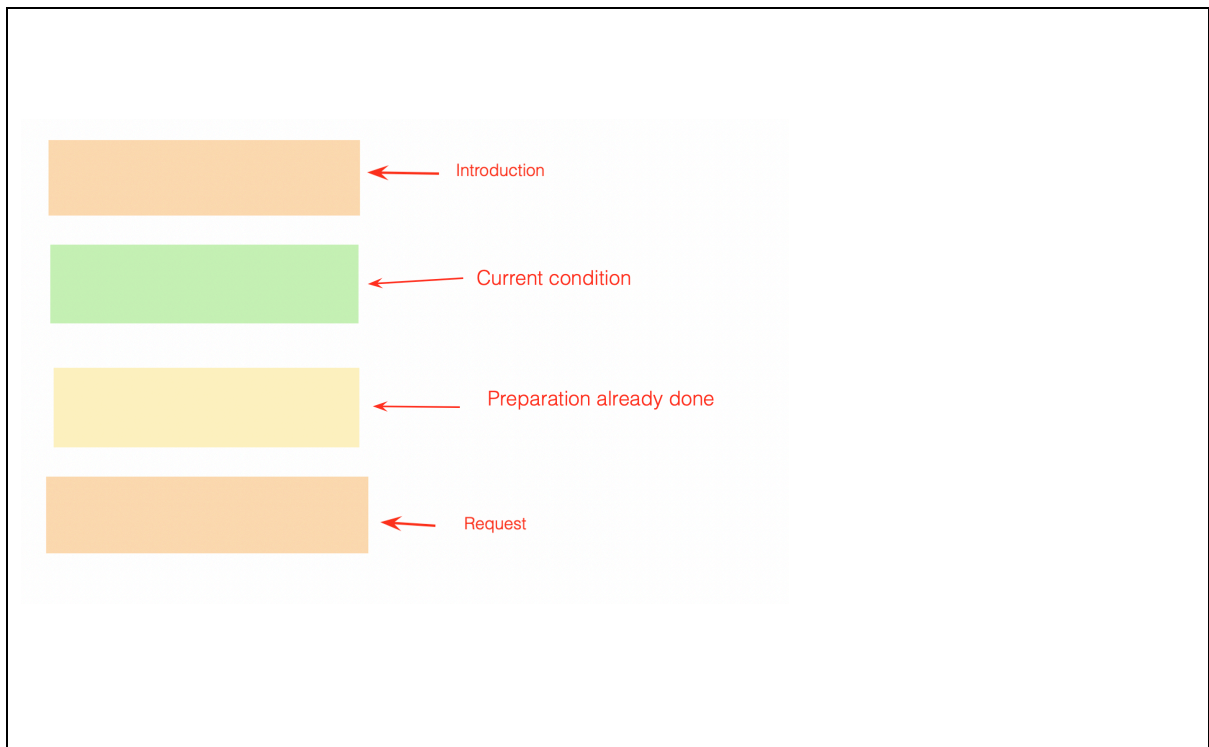 Introduction
Current condition
Preparation already done
Request